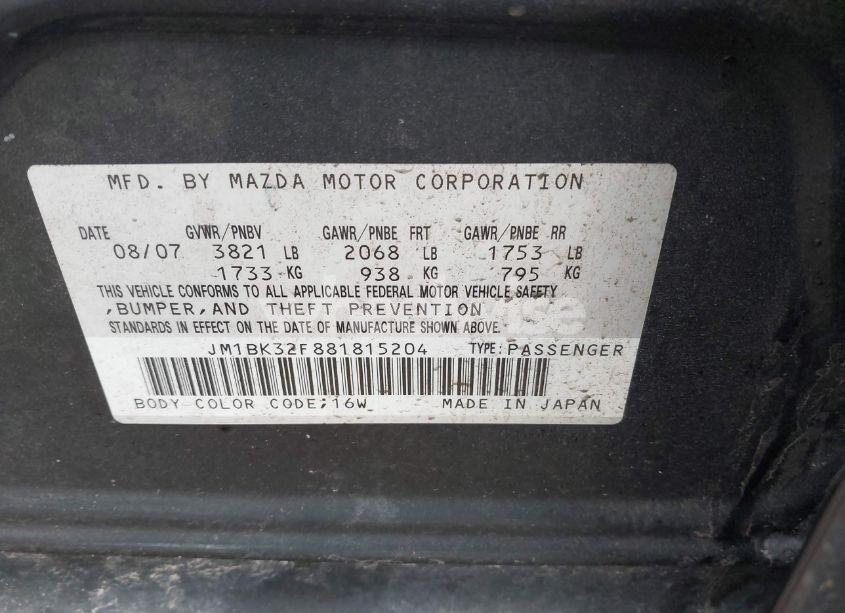 MFD. BY MAZDA MOTOR CORPORATION
DATE GVWR/PNBV GAWR/PNBE FRT GAWR/PNBE RR
08/07 3821 LB 2068 LB 1753 LB
1733 KG 938 KG 795 KG
THIS VEHICLE CONFORMS TO ALL APPLICABLE FEDERAL MOTOR VEHICLE SAFETY
,BUMPER,AND THEFT PREVENTION
STANDARDS IN EFFECT ON THE DATE OF MANUFACTURE SHOWN ABOVE.
JM1BK32F881815204 TYPE:PASSENGER
BODY COLOR CODE;16W MADE IN JAPAN